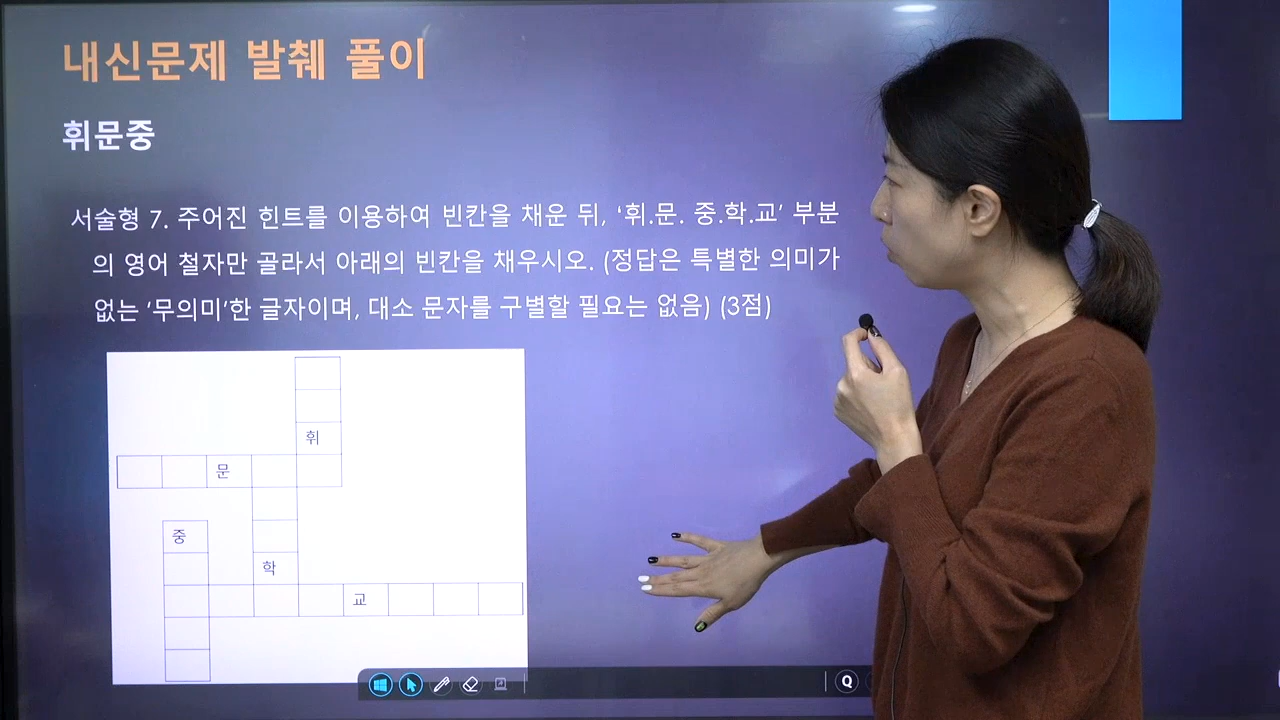 내신문제 발췌 풀이
휘문중
서술형 7. 주어진 힌트를 이용하여 빈칸을 채운 뒤, ‘휘.문. 중.학.교’ 부분
의 영어 철자만 골라서 아래의 빈칸을 채우시오. (정답은 특별한 의미가
없는 ‘무의미’한 글자이며, 대소 문자를 구별할 필요는 없음) (3점)
휘
문
중
학
교
Q